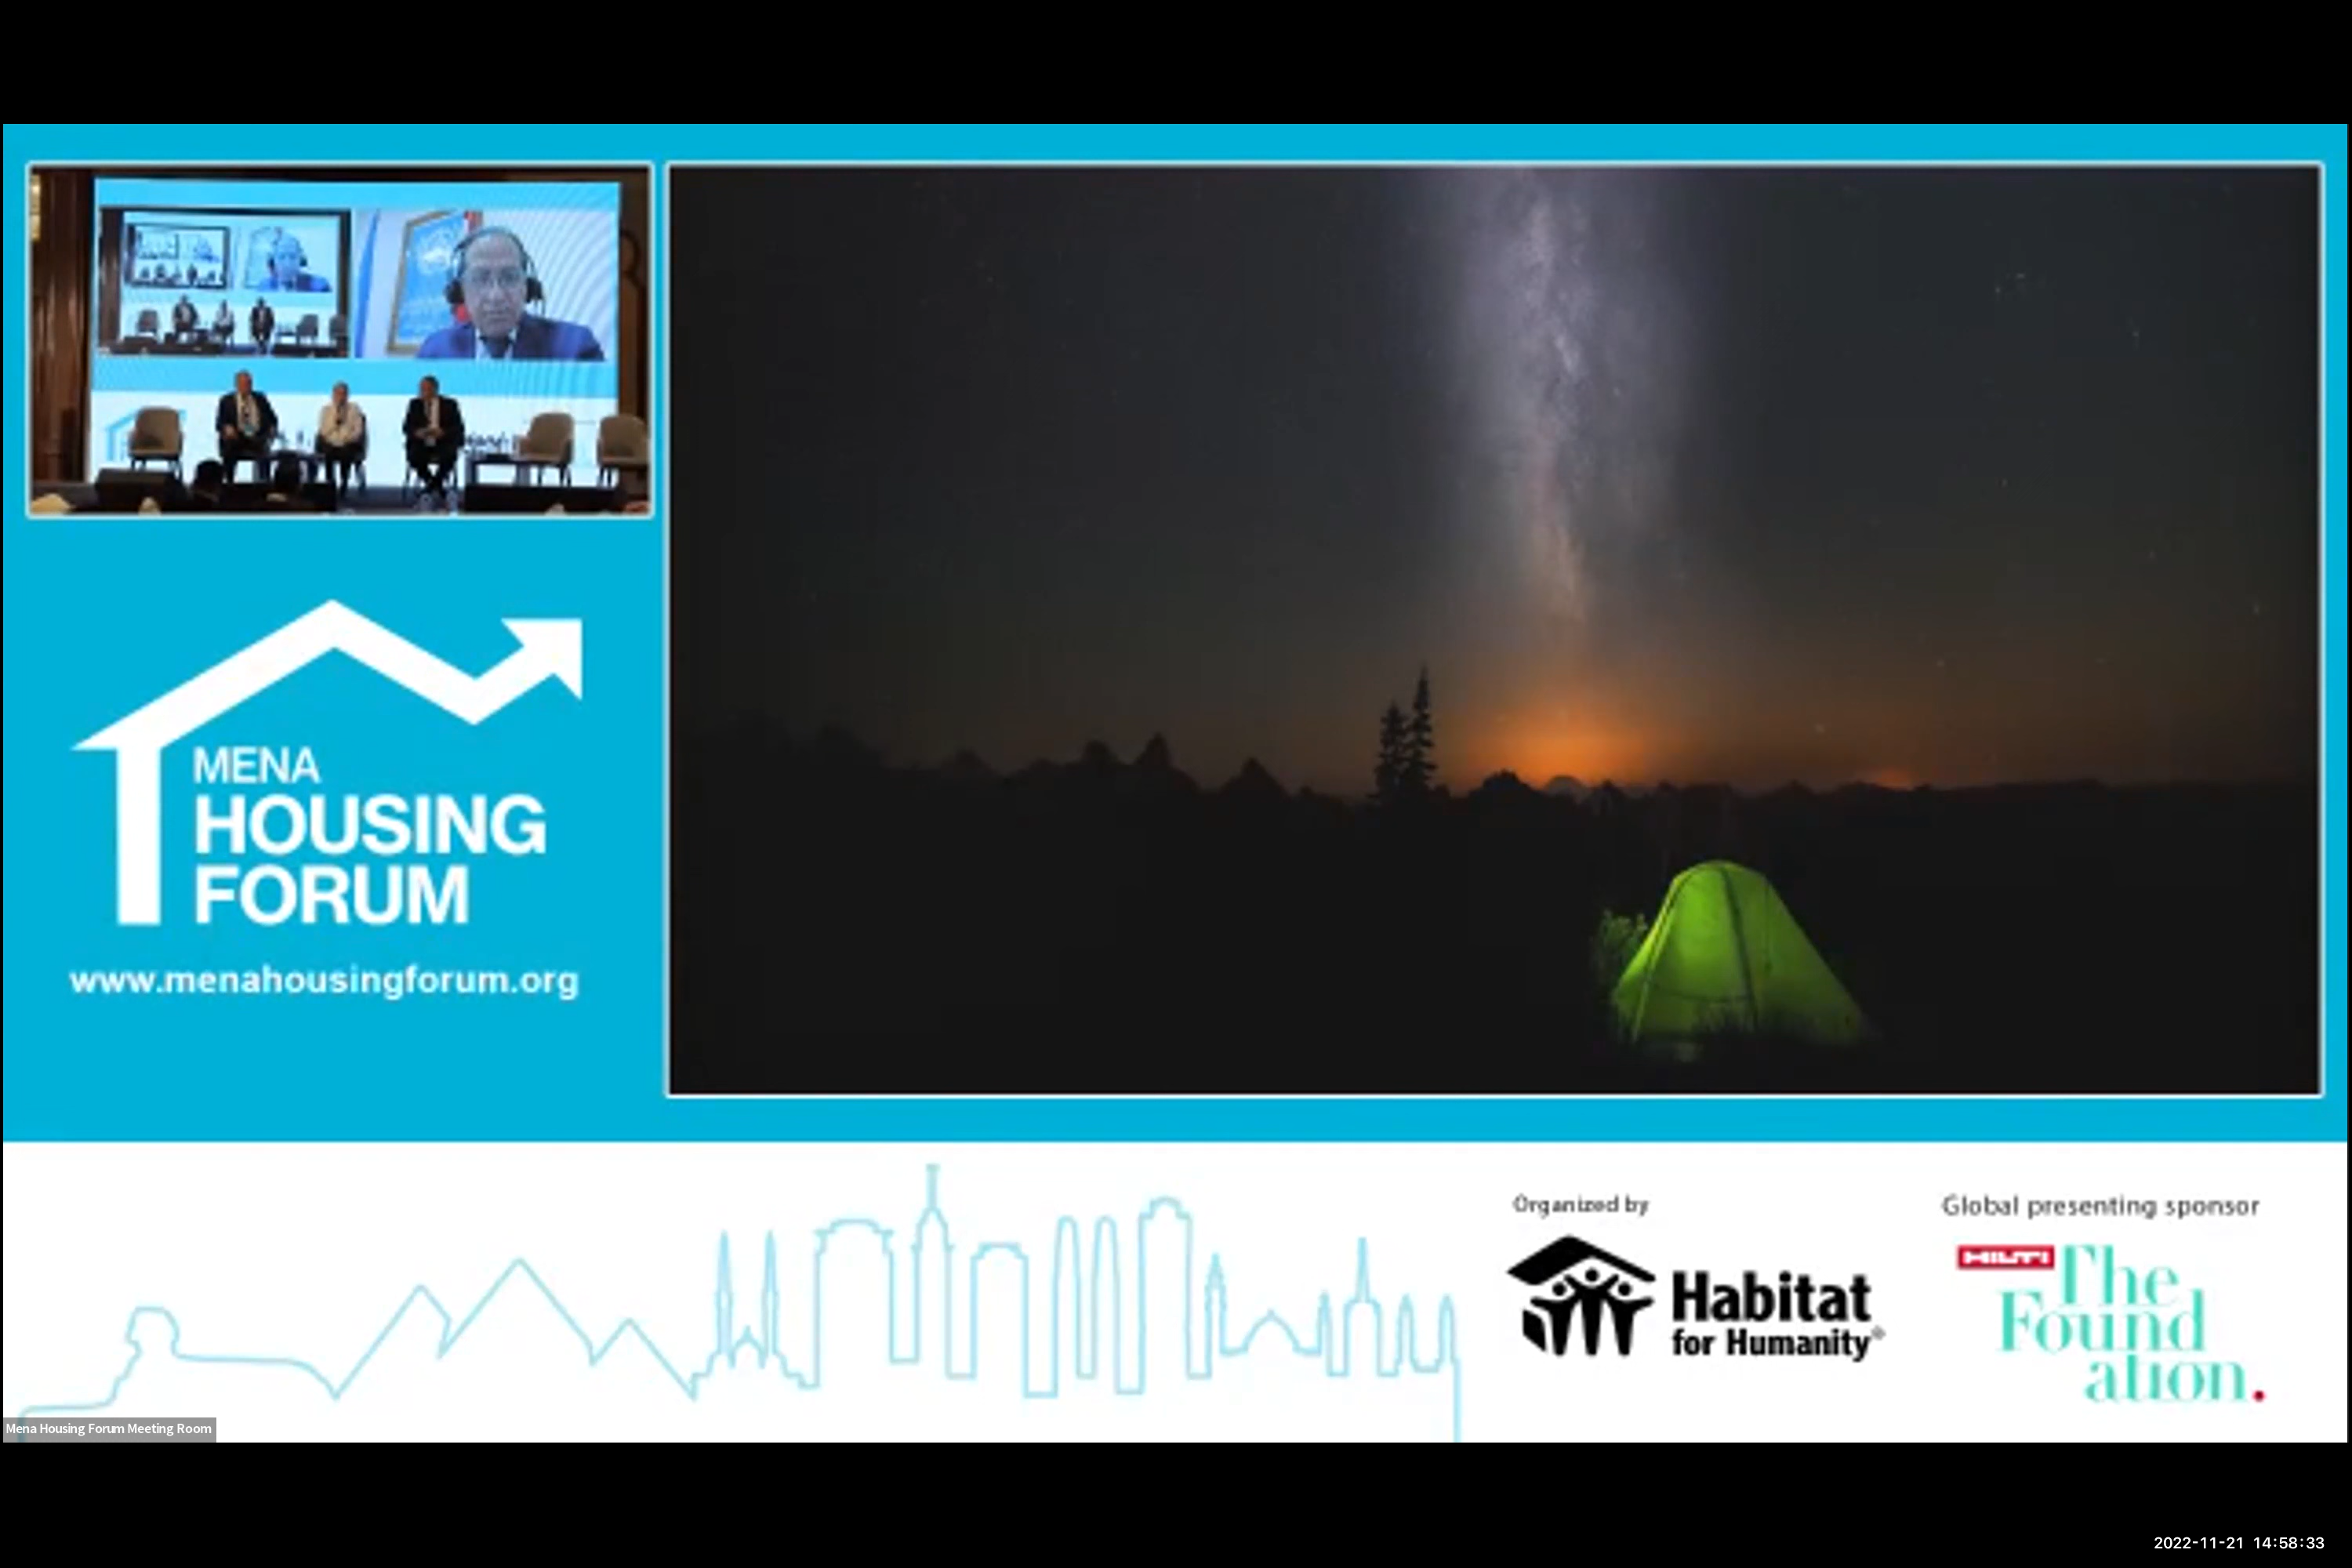 MENA
HOUSING
FORUM
www.menahousingforum.org
Organized by
Habitat
for Humanity®
Global presenting sponsor
HILTI
The
Found
ation.
Mena Housing Forum Meeting Room
2022-11-21 14:58:33